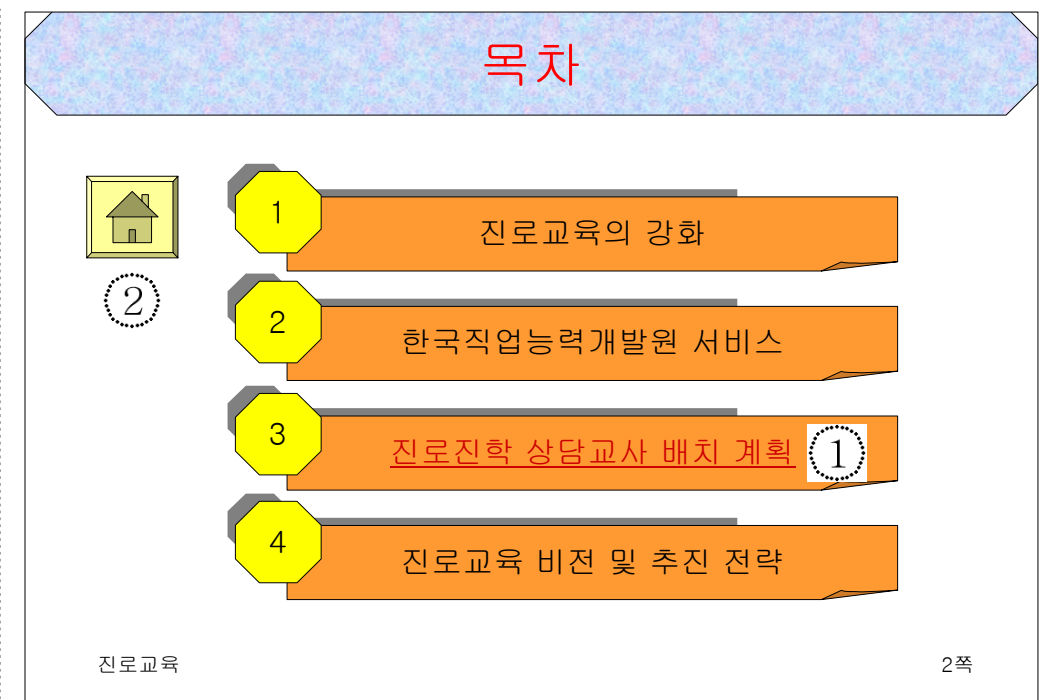 목차
1
진로교육의 강화
②
2
한국직업능력개발원 서비스
3
진로진학 상담교사 배치 계획 ①
4
진로교육 비전 및 추진 전략
진로교육
2쪽